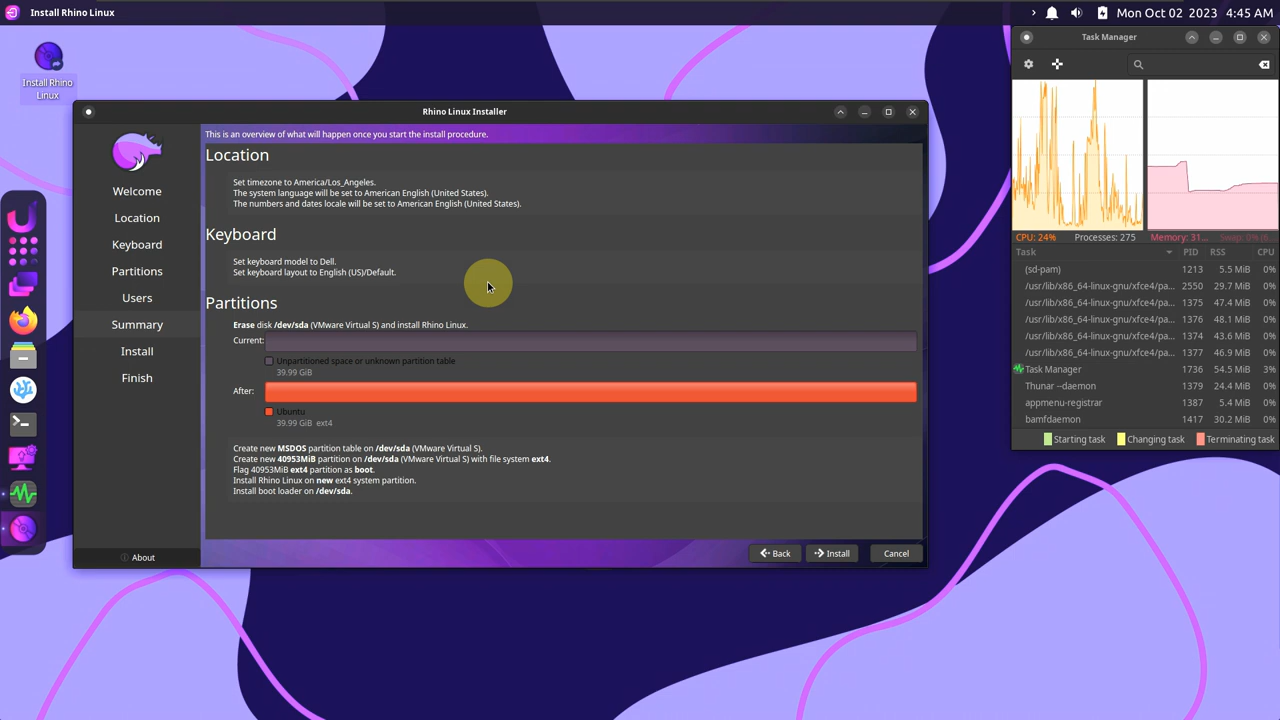 Install Rhino Linux
Mon Oct 02 2023 4:45 AM
Install Rhino
Linux
Rhino Linux Installer
Welcome
Location
Keyboard
Partitions
Users
Summary
Install
Finish
About
This is an overview of what will happen once you start the install procedure.
Location
Set timezone to America/Los_Angeles.
The system language will be set to American English (United States).
The numbers and dates locale will be set to American English (United States).
Keyboard
Set keyboard model to Dell.
Set keyboard layout to English (US)/Default.
Partitions
Erase disk /dev/sda (VMware Virtual S) and install Rhino Linux.
Current:
Unpartitioned space or unknown partition table
39.99 GiB
After:
Ubuntu
39.99 GiB ext4
Create new MSDOS partition table on /dev/sda (VMware Virtual S).
Create new 40953MiB partition on /dev/sda (VMware Virtual S) with file system ext4.
Flag 40953MiB ext4 partition as boot.
Install Rhino Linux on new ext4 system partition.
Install boot loader on /dev/sda.
Back Install Cancel
Task Manager
CPU: 24% Processes: 275 Memory: 31... Swap: 0% (6...
Task PID RSS CPU
(sd-pam) 1213 5.5 MiB 0%
/usr/lib/x86_64-linux-gnu/xfce4/pa... 2550 29.7 MiB 0%
/usr/lib/x86_64-linux-gnu/xfce4/pa... 1375 47.4 MiB 0%
/usr/lib/x86_64-linux-gnu/xfce4/pa... 1376 48.1 MiB 0%
/usr/lib/x86_64-linux-gnu/xfce4/pa... 1374 43.6 MiB 0%
/usr/lib/x86_64-linux-gnu/xfce4/pa... 1377 46.9 MiB 0%
Task Manager 1736 54.5 MiB 3%
Thunar --daemon 1379 24.4 MiB 0%
appmenu-registrar 1387 5.4 MiB 0%
bamfdaemon 1417 30.2 MiB 0%
Starting task Changing task Terminating task